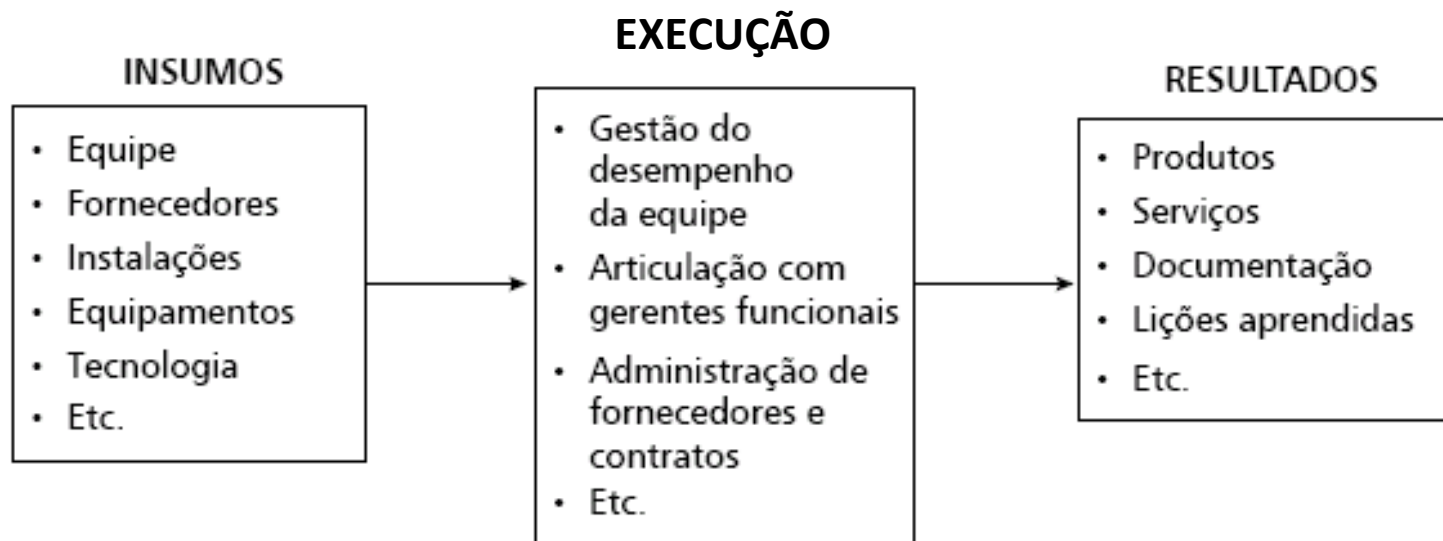 INSUMOS
• Equipe
• Fornecedores
• Instalações
• Equipamentos
• Tecnologia
• Etc.
EXECUÇÃO
• Gestão do
desempenho
da equipe
• Articulação com
gerentes funcionais
• Administração de
fornecedores e
contratos
• Etc.
RESULTADOS
• Produtos
• Serviços
• Documentação
• Lições aprendidas
• Etc.